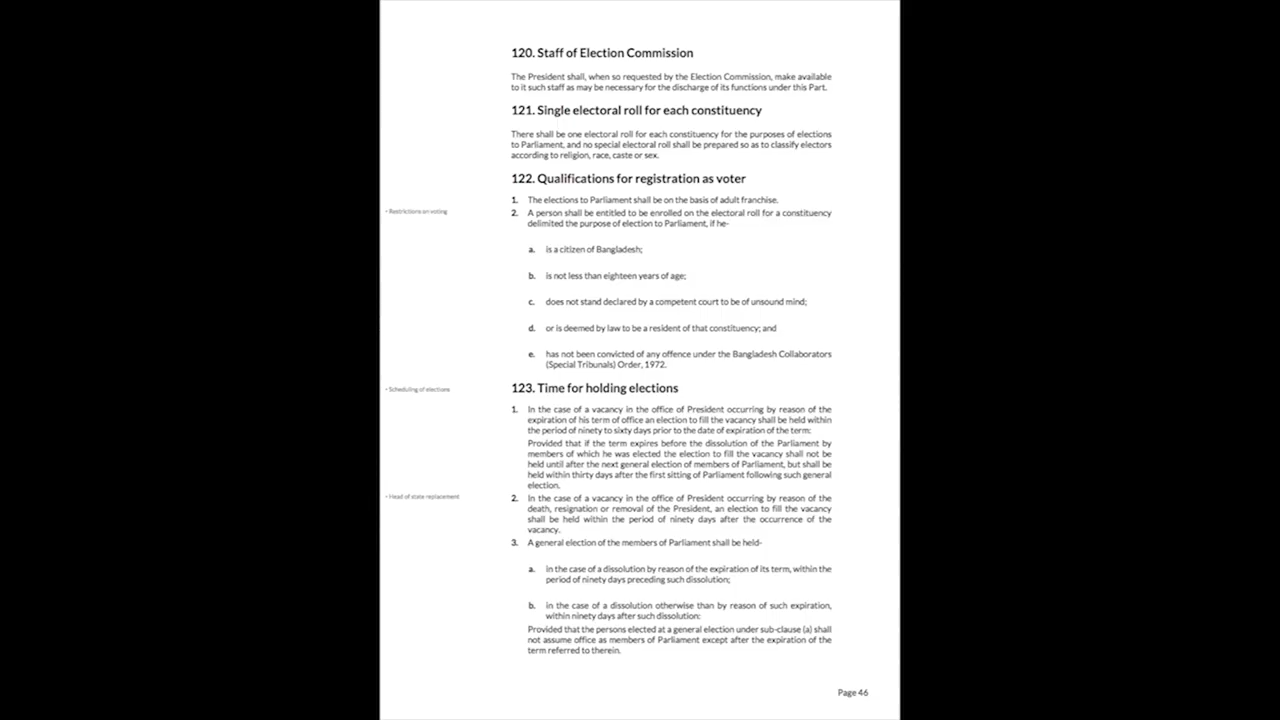 120. Staff of Election Commission
The President shall, when so requested by the Election Commission, make available
to it such staff as may be necessary for the discharge of its functions under this Part.
121. Single electoral roll for each constituency
There shall be one electoral roll for each constituency for the purposes of elections
to Parliament, and no special electoral roll shall be prepared so as to classify electors
according to religion, race, caste or sex.
122. Qualifications for registration as voter
1. The elections to Parliament shall be on the basis of adult franchise.
• Restrictions on voting
2. A person shall be entitled to be enrolled on the electoral roll for a constituency
delimited the purpose of election to Parliament, if he-
a. is a citizen of Bangladesh;
b. is not less than eighteen years of age;
c. does not stand declared by a competent court to be of unsound mind;
d. or is deemed by law to be a resident of that constituency; and
e. has not been convicted of any offence under the Bangladesh Collaborators
(Special Tribunals) Order, 1972.
• Scheduling of elections
123. Time for holding elections
1. In the case of a vacancy in the office of President occurring by reason of the
expiration of his term of office an election to fill the vacancy shall be held within
the period of ninety to sixty days prior to the date of expiration of the term:
Provided that if the term expires before the dissolution of the Parliament by
members of which he was elected the election to fill the vacancy shall not be
held until after the next general election of members of Parliament, but shall be
held within thirty days after the first sitting of Parliament following such general
election.
• Head of state replacement
2. In the case of a vacancy in the office of President occurring by reason of the
death, resignation or removal of the President, an election to fill the vacancy
shall be held within the period of ninety days after the occurrence of the
vacancy.
3. A general election of the members of Parliament shall be held-
a. in the case of a dissolution by reason of the expiration of its term, within the
period of ninety days preceding such dissolution;
b. in the case of a dissolution otherwise than by reason of such expiration,
within ninety days after such dissolution:
Provided that the persons elected at a general election under sub-clause (a) shall
not assume office as members of Parliament except after the expiration of the
term referred to therein.
Page 46